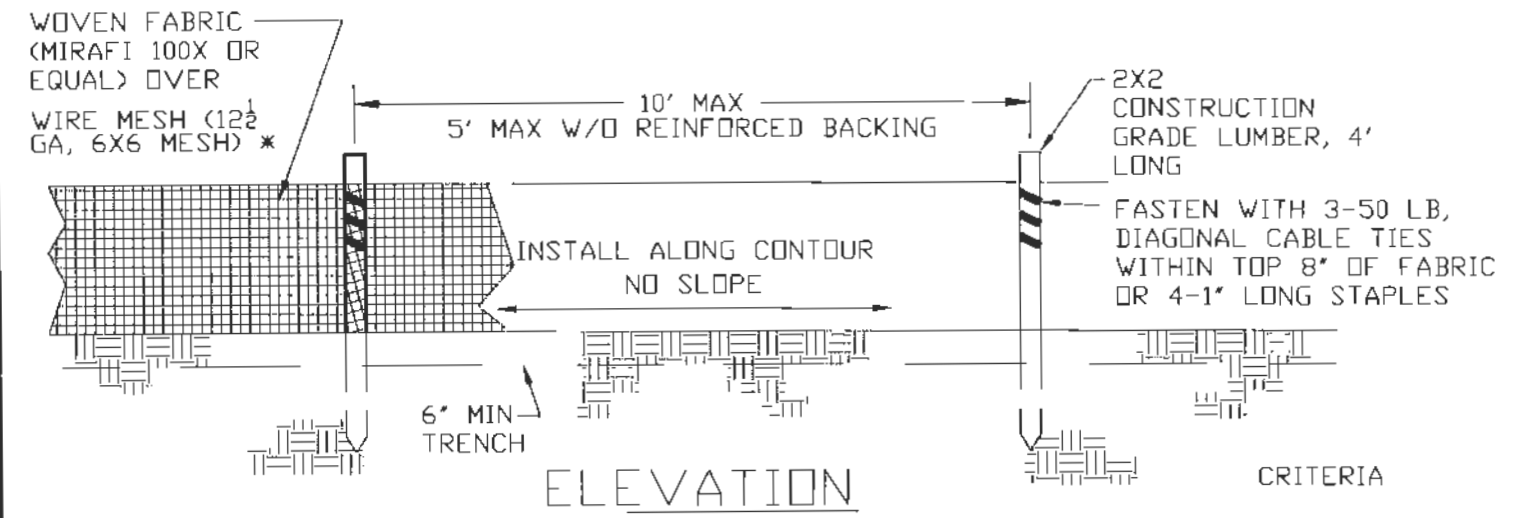 WOVEN FABRIC
(MIRAFI 100X OR
EQUAL) OVER
WIRE MESH (12½
GA, 6X6 MESH) *
10' MAX
5' MAX W/O REINFORCED BACKING
2X2
CONSTRUCTION
GRADE LUMBER, 4'
LONG
FASTEN WITH 3-50 LB,
DIAGONAL CABLE TIES
WITHIN TOP 8" OF FABRIC
OR 4-1" LONG STAPLES
INSTALL ALONG CONTOUR
NO SLOPE
6" MIN
TRENCH
ELEVATION
CRITERIA